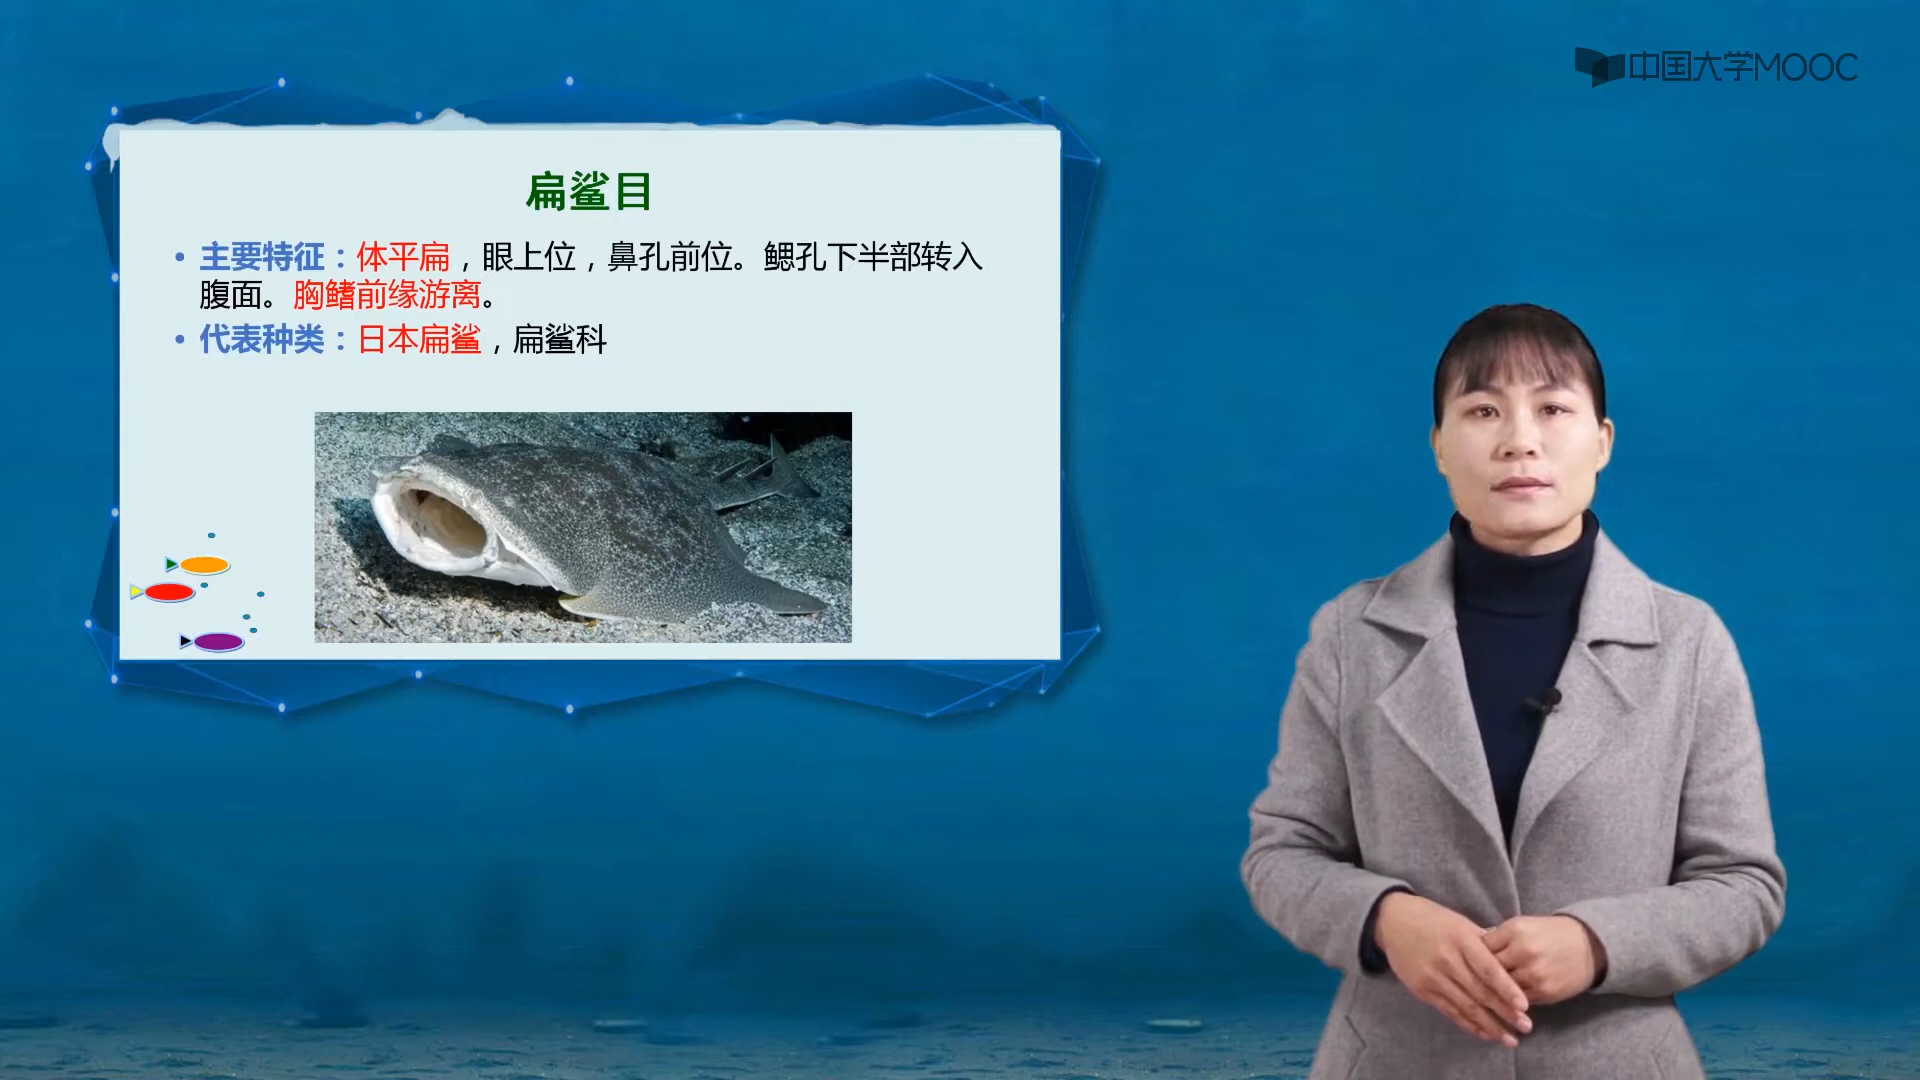 中国大学MOOC
扁鲨目
• 主要特征：体平扁，眼上位，鼻孔前位。鳃孔下半部转入
腹面。胸鳍前缘游离。
• 代表种类：日本扁鲨，扁鲨科